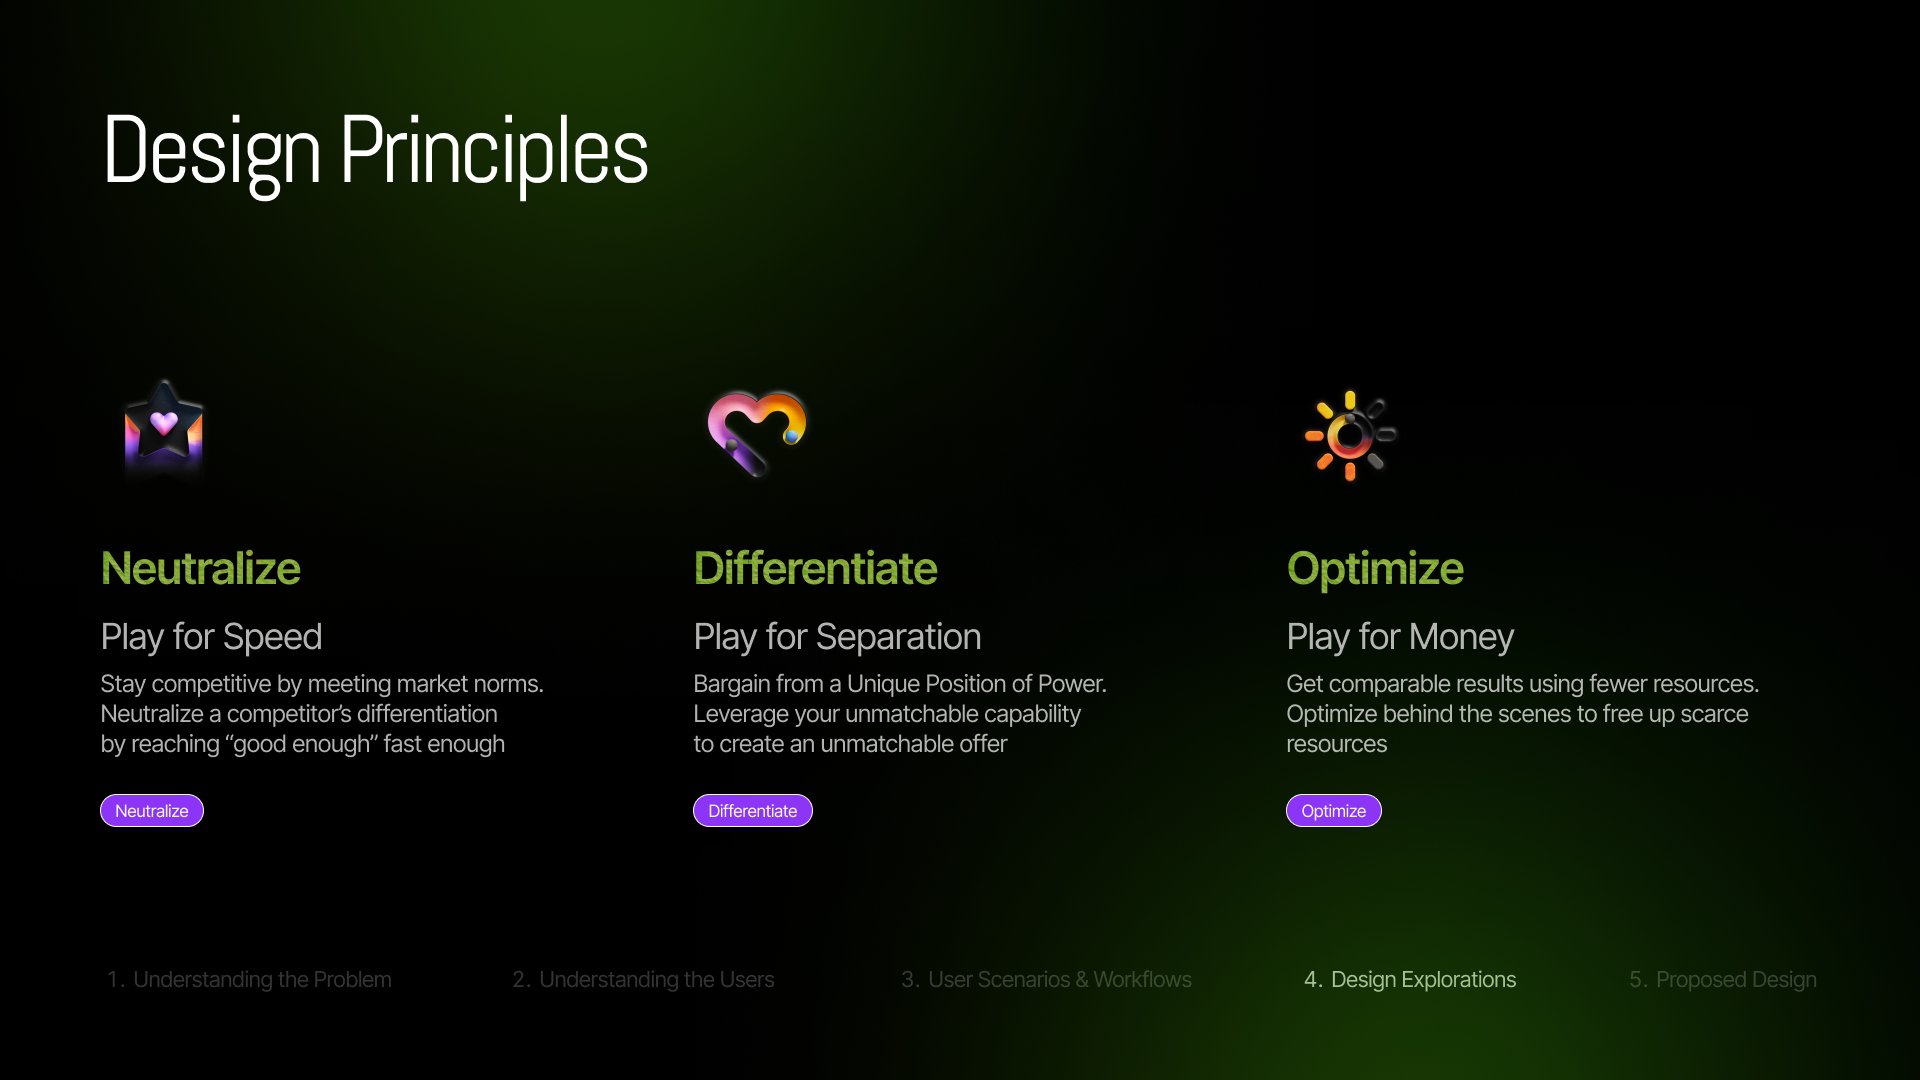 Design Principles
Neutralize
Play for Speed
Stay competitive by meeting market norms.
Neutralize a competitor’s differentiation
by reaching “good enough” fast enough
Neutralize
Differentiate
Play for Separation
Bargain from a Unique Position of Power.
Leverage your unmatchable capability
to create an unmatchable offer
Differentiate
Optimize
Play for Money
Get comparable results using fewer resources.
Optimize behind the scenes to free up scarce
resources
Optimize
1. Understanding the Problem
2. Understanding the Users
3. User Scenarios & Workflows
4. Design Explorations
5. Proposed Design